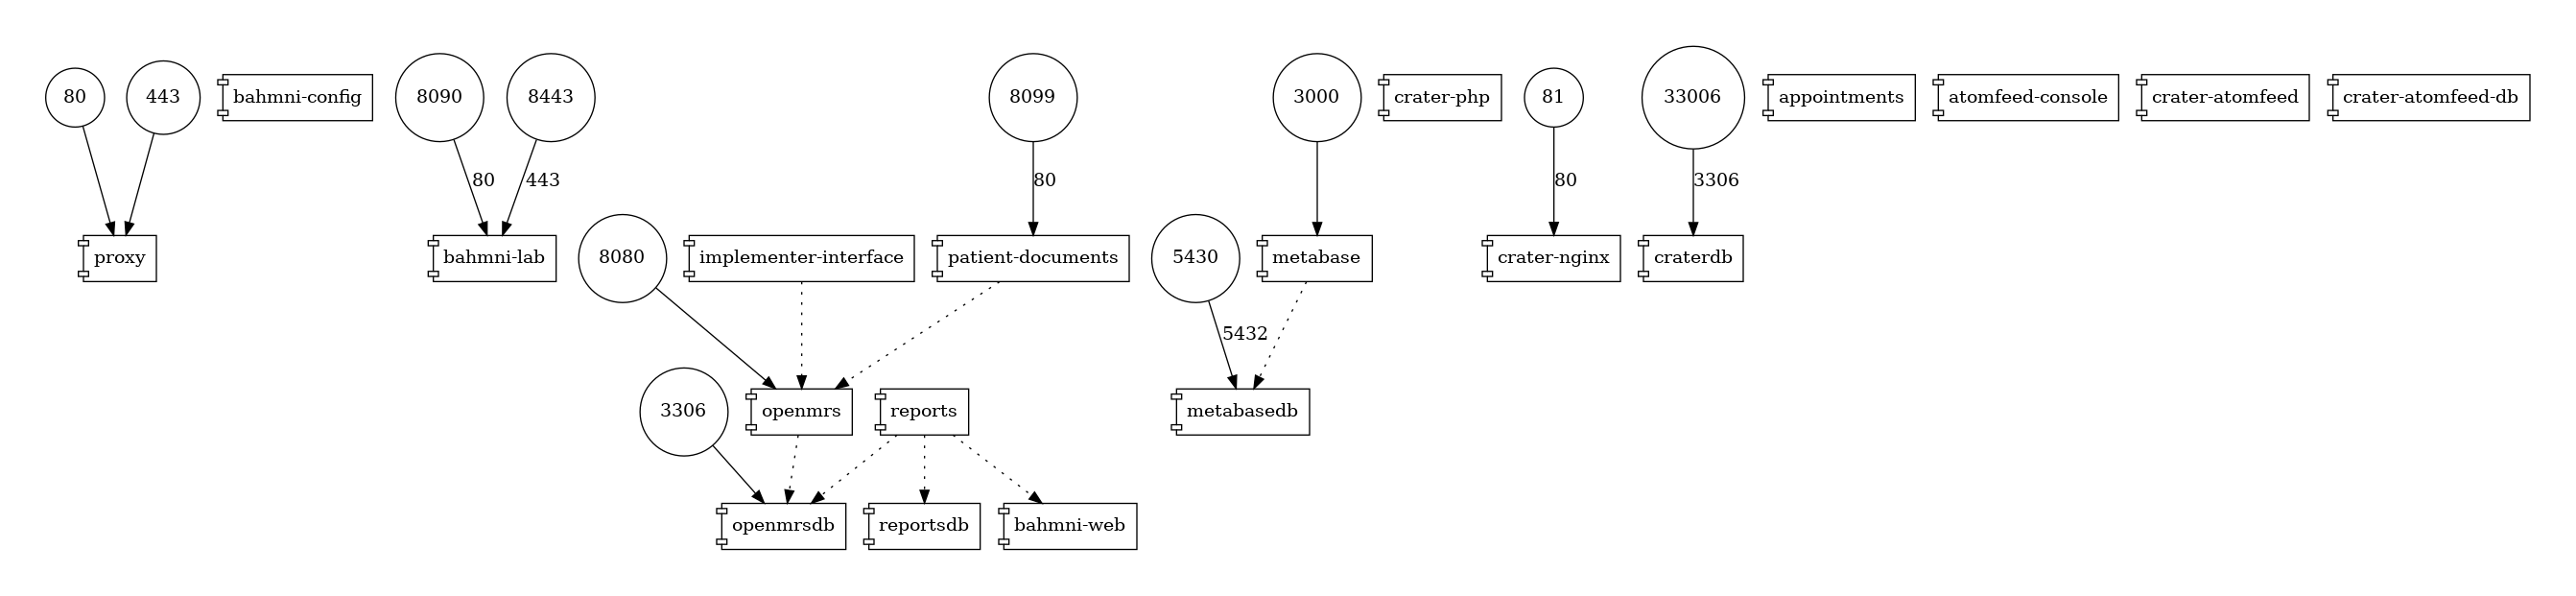 80
443
bahmni-config
8090
8443
8099
3000
crater-php
81
33006
appointments
atomfeed-console
crater-atomfeed
crater-atomfeed-db
80
443
80
80
3306
proxy
bahmni-lab
8080
implementer-interface
patient-documents
5430
metabase
crater-nginx
craterdb
5432
3306
openmrs
reports
metabasedb
openmrsdb
reportsdb
bahmni-web